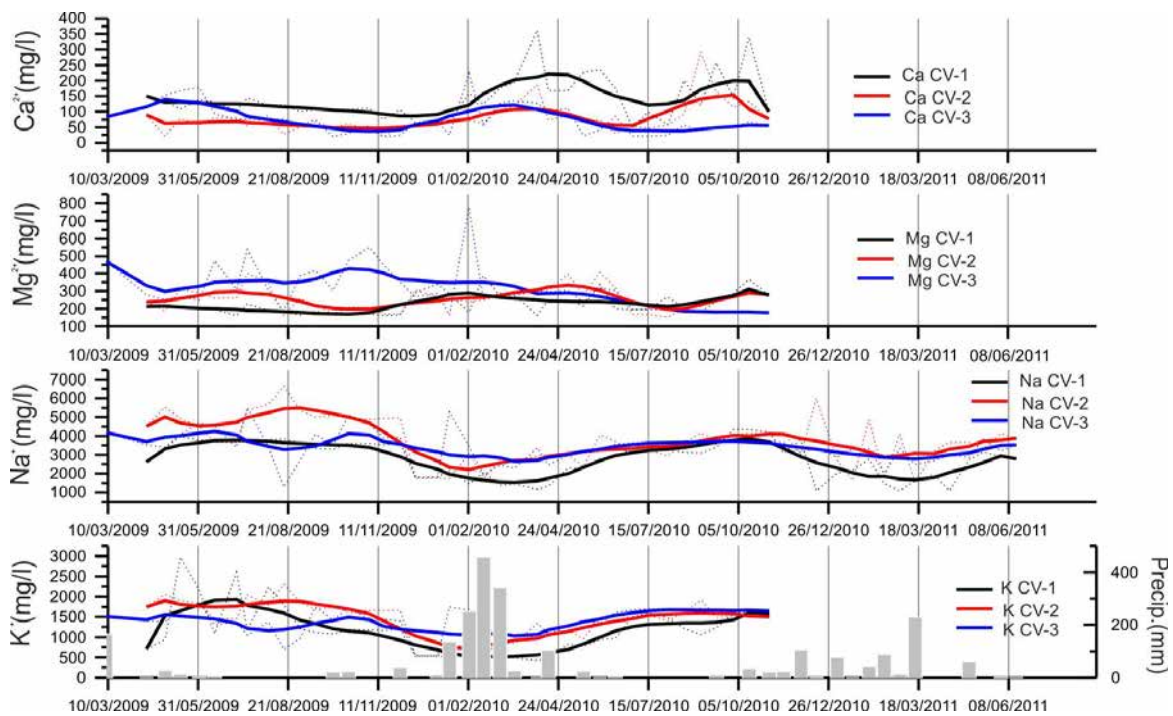 Ca²⁺(mg/l)
400
350
300
250
200
150
100
50
0
Ca CV-1
Ca CV-2
Ca CV-3
10/03/2009 31/05/2009 21/08/2009 11/11/2009 01/02/2010 24/04/2010 15/07/2010 05/10/2010 26/12/2010 18/03/2011 08/06/2011
Mg²⁺(mg/l)
800
700
600
500
400
300
200
100
Mg CV-1
Mg CV-2
Mg CV-3
10/03/2009 31/05/2009 21/08/2009 11/11/2009 01/02/2010 24/04/2010 15/07/2010 05/10/2010 26/12/2010 18/03/2011 08/06/2011
Na⁺(mg/l)
7000
6000
5000
4000
3000
2000
1000
Na CV-1
Na CV-2
Na CV-3
10/03/2009 31/05/2009 21/08/2009 11/11/2009 01/02/2010 24/04/2010 15/07/2010 05/10/2010 26/12/2010 18/03/2011 08/06/2011
K⁺(mg/l)
3000
2500
2000
1500
1000
500
0
K CV-1
K CV-2
K CV-3
400
200
0
Precip.(mm)
10/03/2009 31/05/2009 21/08/2009 11/11/2009 01/02/2010 24/04/2010 15/07/2010 05/10/2010 26/12/2010 18/03/2011 08/06/2011